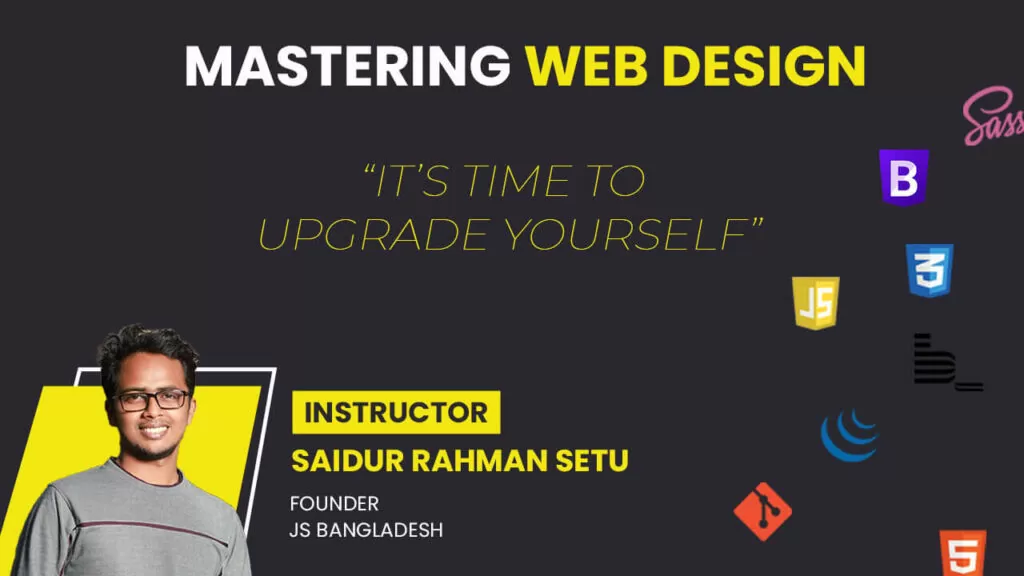 MASTERING WEB DESIGN
“IT’S TIME TO
UPGRADE YOURSELF”
Sass
B
3
JS
b_
INSTRUCTOR
SAIDUR RAHMAN SETU
FOUNDER
JS BANGLADESH
5